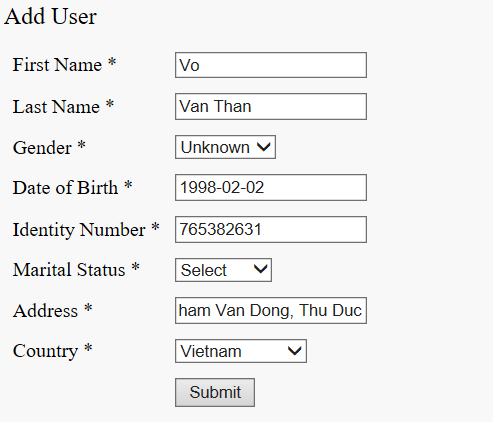 Add User
First Name * Vo
Last Name * Van Than
Gender * Unknown
Date of Birth * 1998-02-02
Identity Number * 765382631
Marital Status * Select
Address * ham Van Dong, Thu Duc
Country * Vietnam
Submit